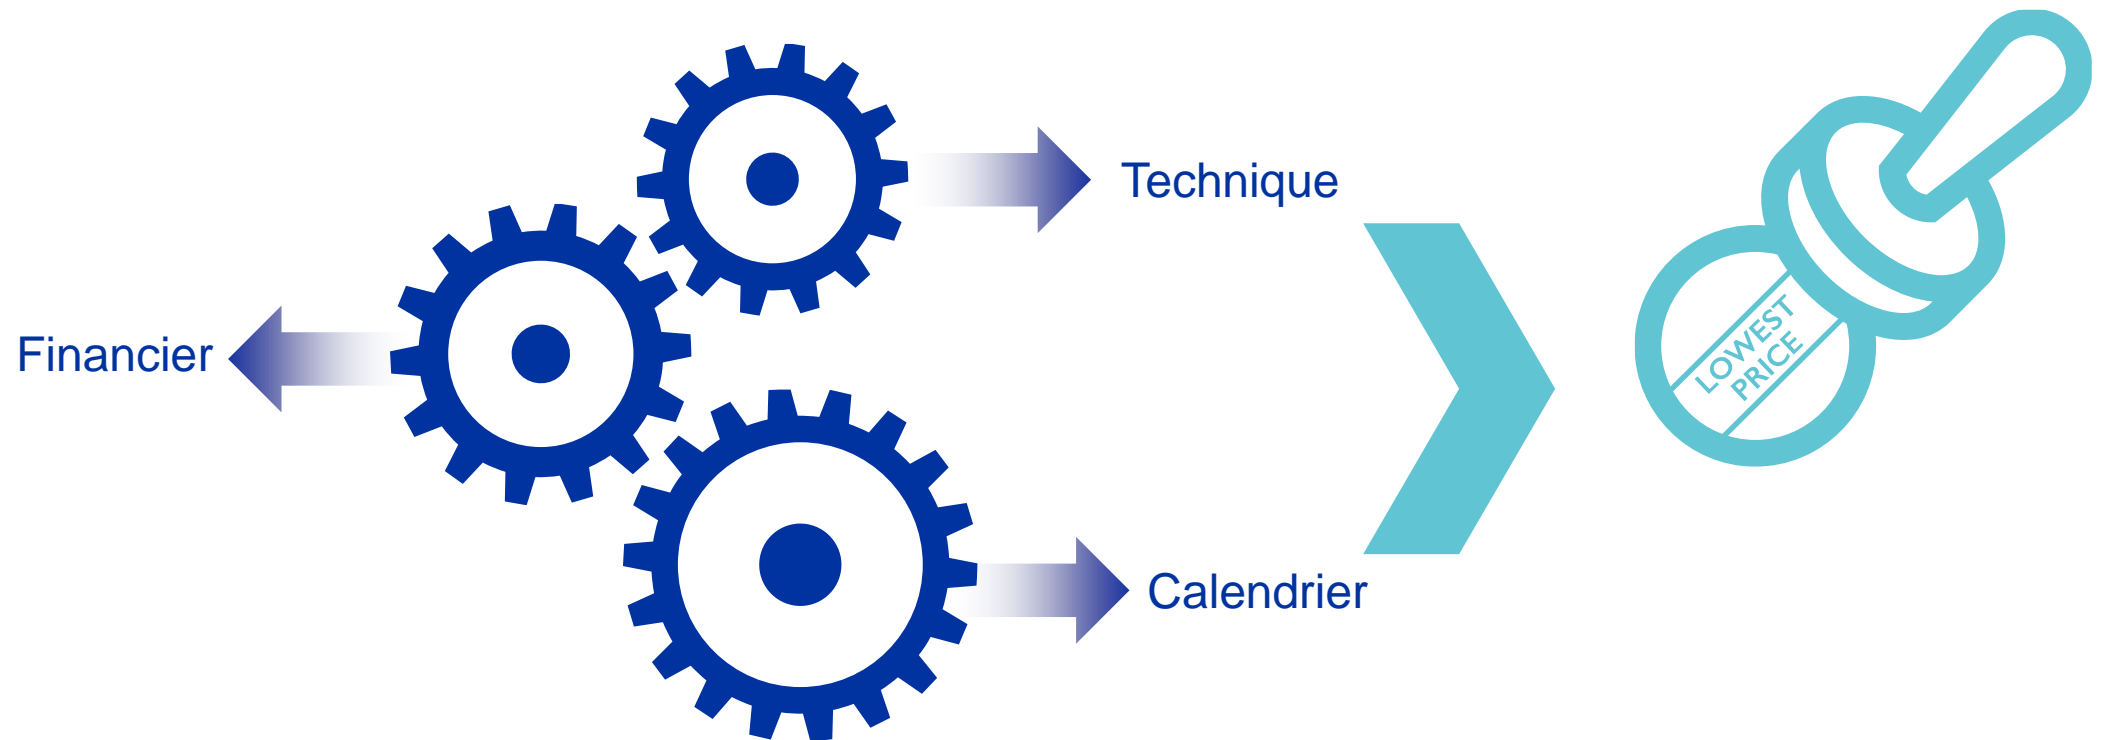 Technique
Financier
Calendrier
LOWEST
PRICE